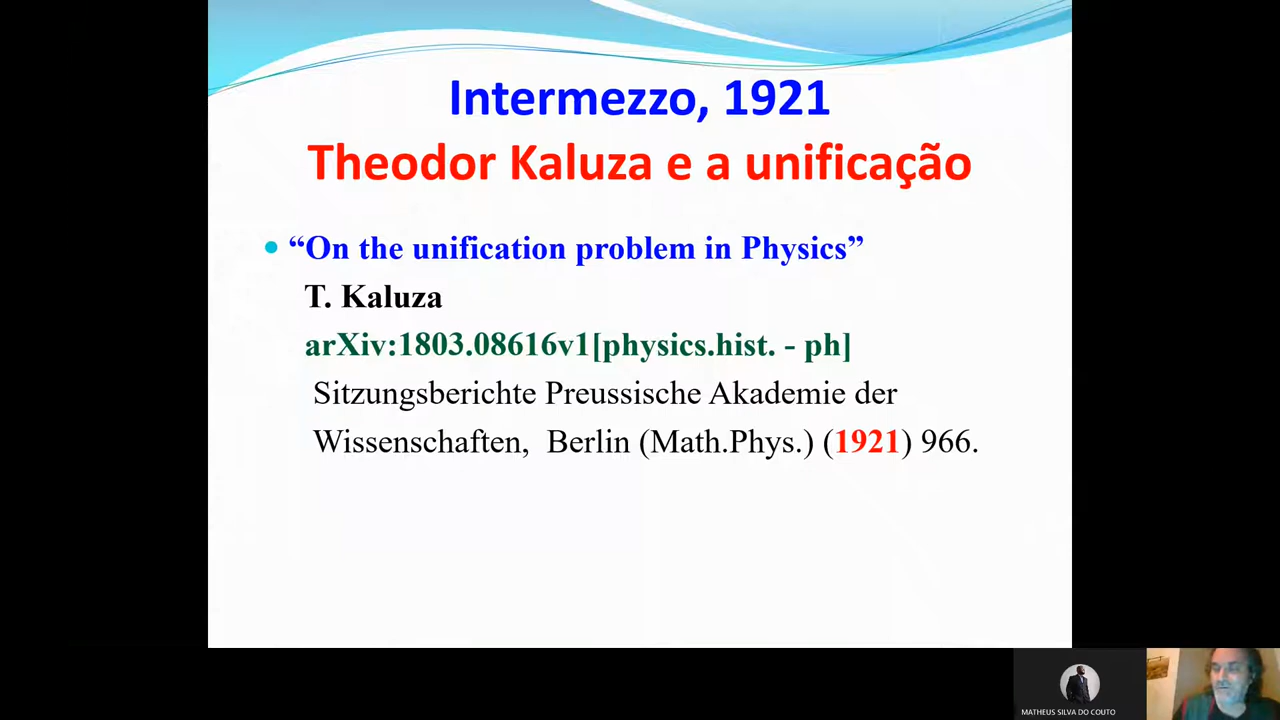 Intermezzo, 1921
Theodor Kaluza e a unificação
• “On the unification problem in Physics”
T. Kaluza
arXiv:1803.08616v1[physics.hist. - ph]
Sitzungsberichte Preussische Akademie der
Wissenschaften, Berlin (Math.Phys.) (1921) 966.
MATHEUS SILVA DO COUTO